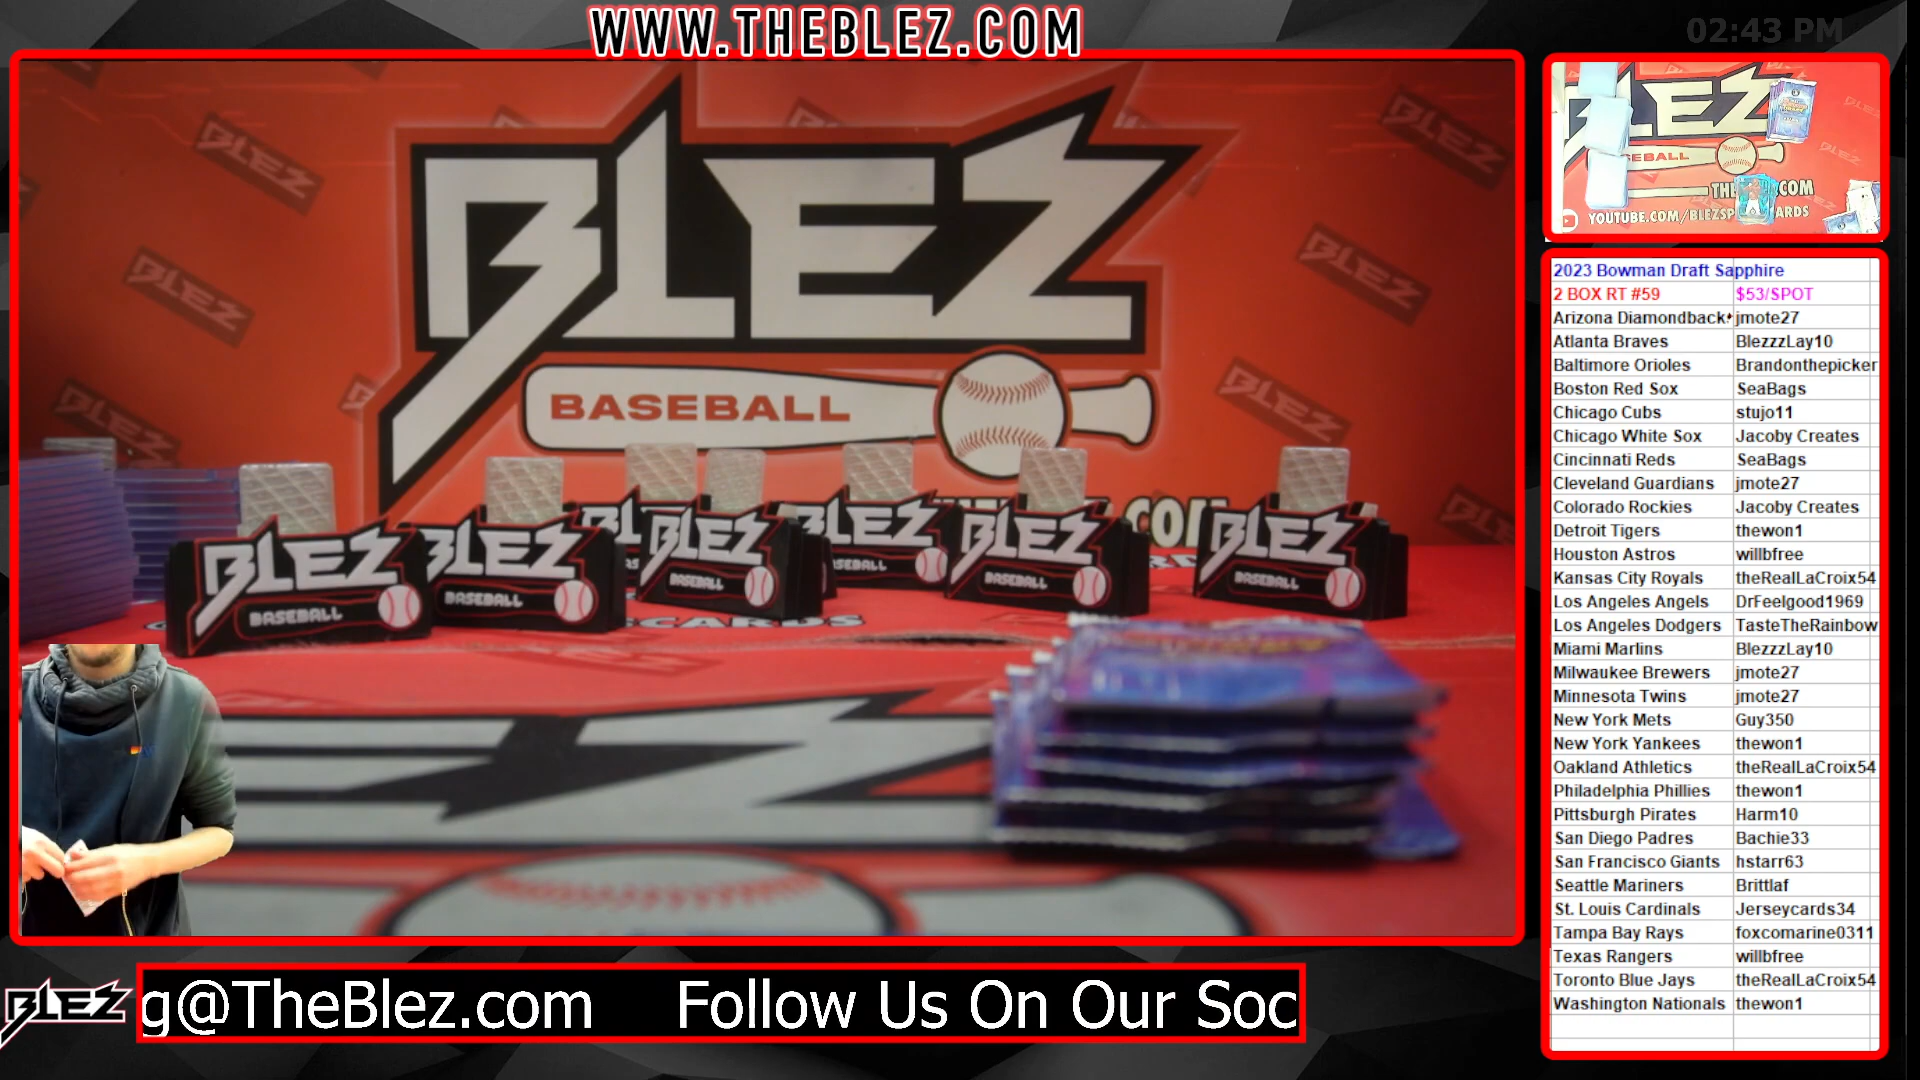 WWW.THEBLEZ.COM
02:43 PM
BLEZ
BASEBALL
BLEZ
BASEBALL
BLEZ
BASEBALL
BLEZ
BASEBALL
BLEZ
BASEBALL
BLEZ
BASEBALL
BLEZ
BASEBALL
BLEZ
YOUTUBE.COM/BLEZSP ARDS
2023 Bowman Draft Sapphire
2 BOX RT #59 $53/SPOT
Arizona Diamondback jmote27
Atlanta Braves BlezzzLay10
Baltimore Orioles Brandonthepicker
Boston Red Sox SeaBags
Chicago Cubs stujo11
Chicago White Sox Jacoby Creates
Cincinnati Reds SeaBags
Cleveland Guardians jmote27
Colorado Rockies Jacoby Creates
Detroit Tigers thewon1
Houston Astros willbfree
Kansas City Royals theRealLaCroix54
Los Angeles Angels DrFeelgood1969
Los Angeles Dodgers TasteTheRainbow
Miami Marlins BlezzzLay10
Milwaukee Brewers jmote27
Minnesota Twins jmote27
New York Mets Guy350
New York Yankees thewon1
Oakland Athletics theRealLaCroix54
Philadelphia Phillies thewon1
Pittsburgh Pirates Harm10
San Diego Padres Bachie33
San Francisco Giants hstarr63
Seattle Mariners Brittlaf
St. Louis Cardinals Jerseycards34
Tampa Bay Rays foxcomarine0311
Texas Rangers willbfree
Toronto Blue Jays theRealLaCroix54
Washington Nationals thewon1
BLEZ
g@TheBlez.com Follow Us On Our Soc